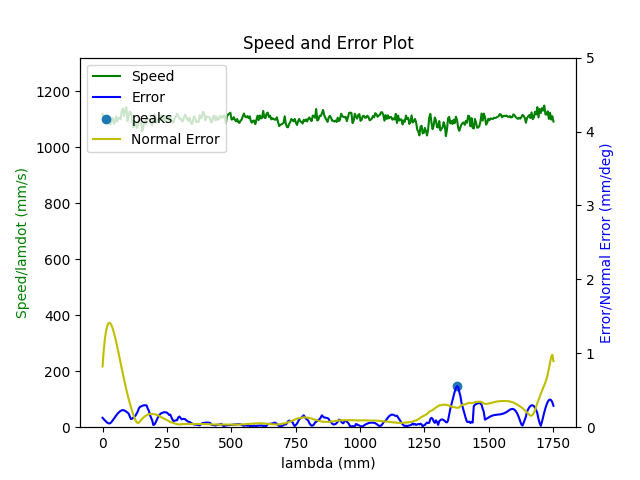 Speed and Error Plot
Speed
Error
peaks
Normal Error
Speed/lamdot (mm/s)
1200
1000
800
600
400
200
0
5
4
3
2
1
0
Error/Normal Error (mm/deg)
0 250 500 750 1000 1250 1500 1750
lambda (mm)